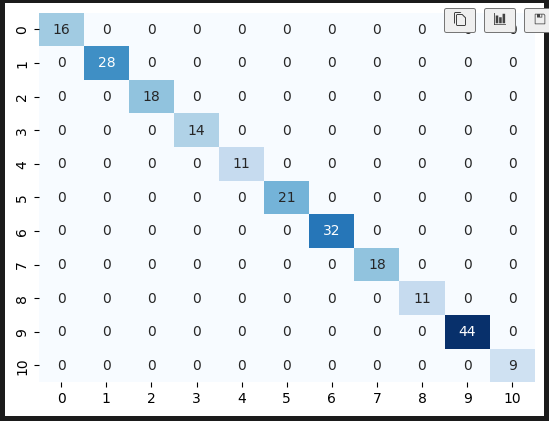 0 16 0 0 0 0 0 0 0 0 0
1 0 28 0 0 0 0 0 0 0 0 0
2 0 0 18 0 0 0 0 0 0 0 0
3 0 0 0 14 0 0 0 0 0 0 0
4 0 0 0 0 11 0 0 0 0 0 0
5 0 0 0 0 0 21 0 0 0 0 0
6 0 0 0 0 0 0 32 0 0 0 0
7 0 0 0 0 0 0 0 18 0 0 0
8 0 0 0 0 0 0 0 0 11 0 0
9 0 0 0 0 0 0 0 0 0 44 0
10 0 0 0 0 0 0 0 0 0 0 9
0 1 2 3 4 5 6 7 8 9 10